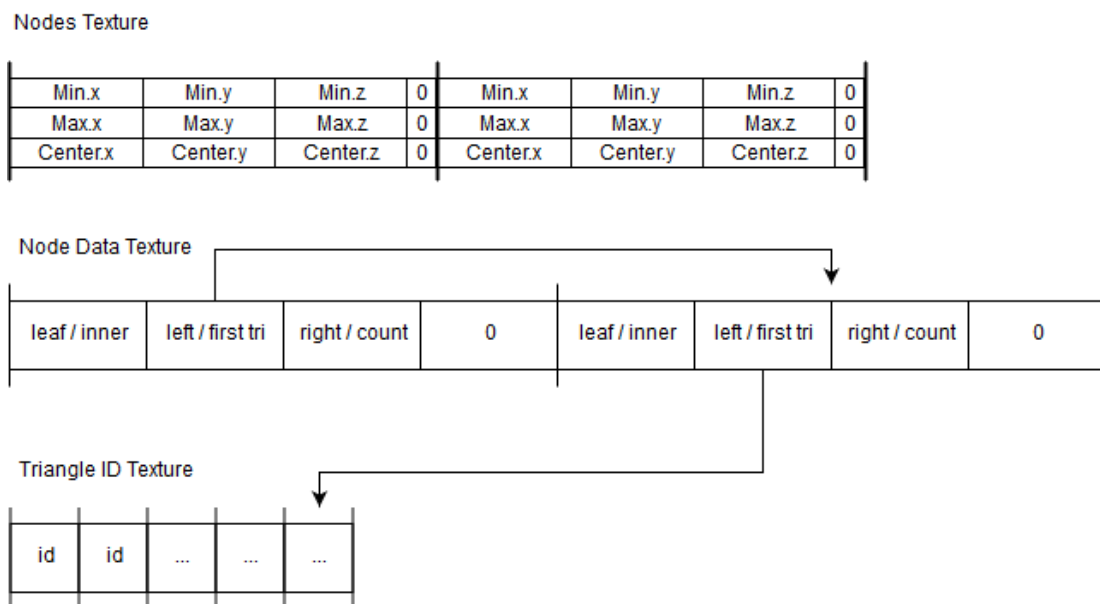 Nodes Texture
Min.x Min.y Min.z 0 Min.x Min.y Min.z 0
Max.x Max.y Max.z 0 Max.x Max.y Max.z 0
Center.x Center.y Center.z 0 Center.x Center.y Center.z 0
Node Data Texture
leaf / inner left / first tri right / count 0 leaf / inner left / first tri right / count 0
Triangle ID Texture
id id ... ... ...